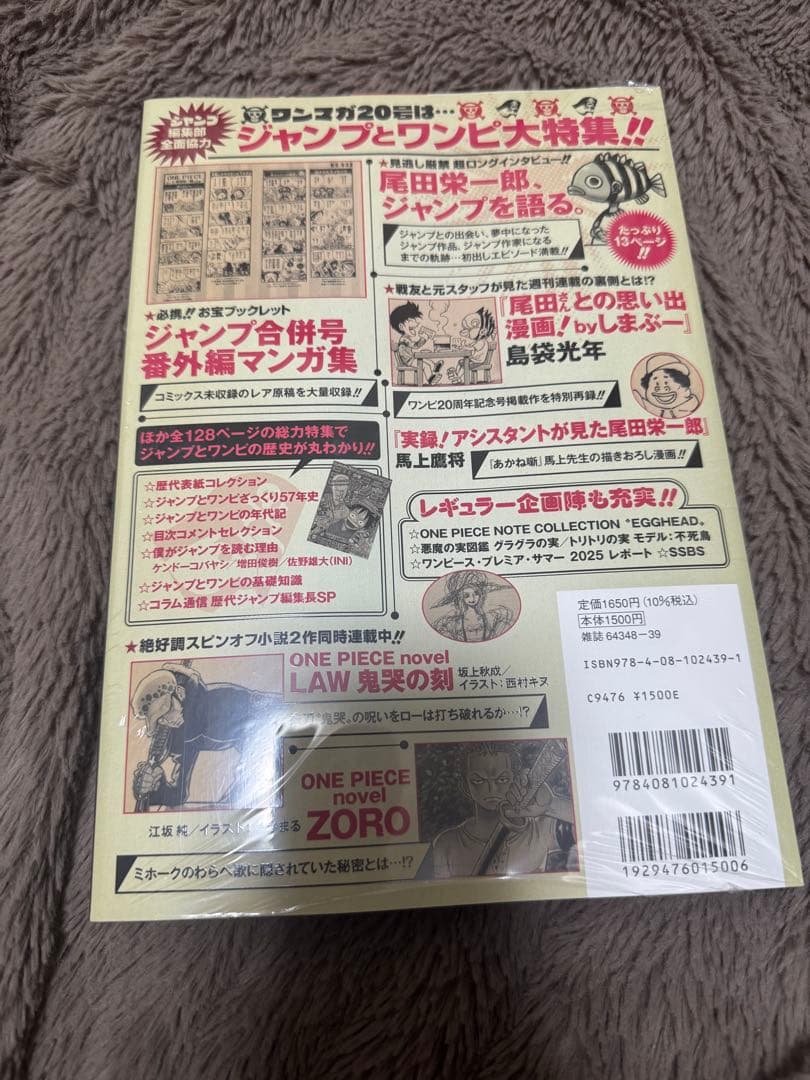 ジャンプ
編集部
全面協力
ワンマガ20号は…
ジャンプとワンピ大特集!!
ONE PIECE
★見逃し厳禁 超ロングインタビュー!!
尾田栄一郎、
ジャンプを語る。
ジャンプとの出会い、夢中になった
ジャンプ作品、ジャンプ作家になる
までの軌跡…初出しエピソード満載!!
たっぷり
13ページ
!!
★必携!! お宝ブックレット
ジャンプ合併号
番外編マンガ集
コミックス未収録のレア原稿を大量収録!!
★戦友と元スタッフが見た週刊連載の裏側とは!?
『尾田さんとの思い出
漫画!byしまぶー』
島袋光年
ワンピ20周年記念号掲載作を特別再録!!
『実録!アシスタントが見た尾田栄一郎』
馬上鷹将
『あかね噺』馬上先生の描きおろし漫画!!
ほか全128ページの総力特集で
ジャンプとワンピの歴史が丸わかり!!
☆歴代表紙コレクション
☆ジャンプとワンピざっくり57年史
☆ジャンプとワンピの年代記
☆目次コメントセレクション
☆僕がジャンプを読む理由
ケンドーコバヤシ/増田俊樹/佐野雄大(INI)
☆ジャンプとワンピの基礎知識
☆コラム通信 歴代ジャンプ編集長SP
レギュラー企画陣も充実!!
☆ONE PIECE NOTE COLLECTION "EGGHEAD"
☆悪魔の実図鑑 グラグラの実/トリトリの実 モデル:不死鳥
☆ワンピース・プレミア・サマー 2025 レポート ☆SSBS
★絶好調スピンオフ小説2作同時連載中!!
ONE PIECE novel
LAW 鬼哭の刻
坂上秋成/
イラスト:西村キヌ
"鬼哭"の呪いをローは打ち破れるか…!?
ONE PIECE
novel
ZORO
江坂 純/イラスト:
まる
ミホークのわらべ歌に隠されていた秘密とは…!?
定価1650円(10%税込)
本体1500円
雑誌 64348-39
ISBN978-4-08-102439-1
C9476 ¥1500E
9784081024391
1929476015006